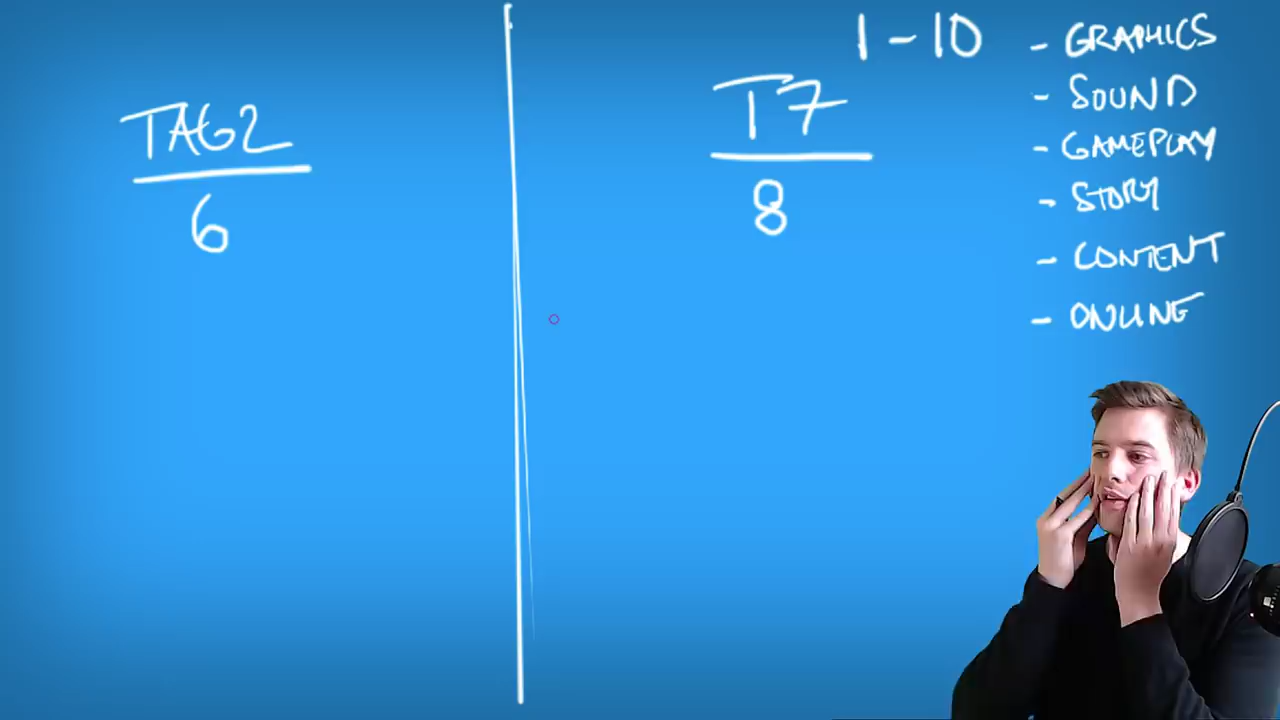 TAG2
6
T7
8
1-10
- GRAPHICS
- SOUND
- GAMEPLAY
- STORY
- CONTENT
- ONLINE